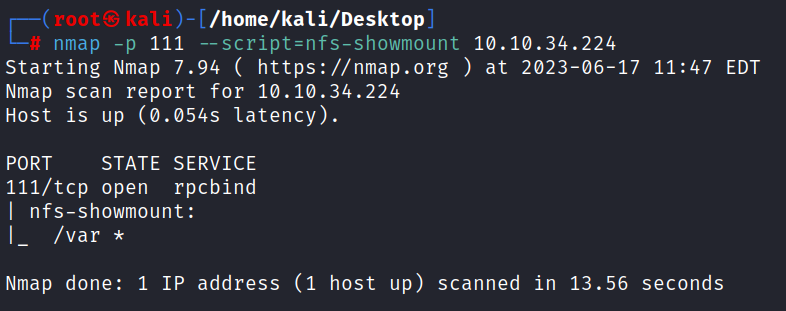 ┌──(root㉿kali)-[/home/kali/Desktop]
└─# nmap -p 111 --script=nfs-showmount 10.10.34.224
Starting Nmap 7.94 ( https://nmap.org ) at 2023-06-17 11:47 EDT
Nmap scan report for 10.10.34.224
Host is up (0.054s latency).

PORT    STATE SERVICE
111/tcp open  rpcbind
| nfs-showmount:
|_  /var *

Nmap done: 1 IP address (1 host up) scanned in 13.56 seconds